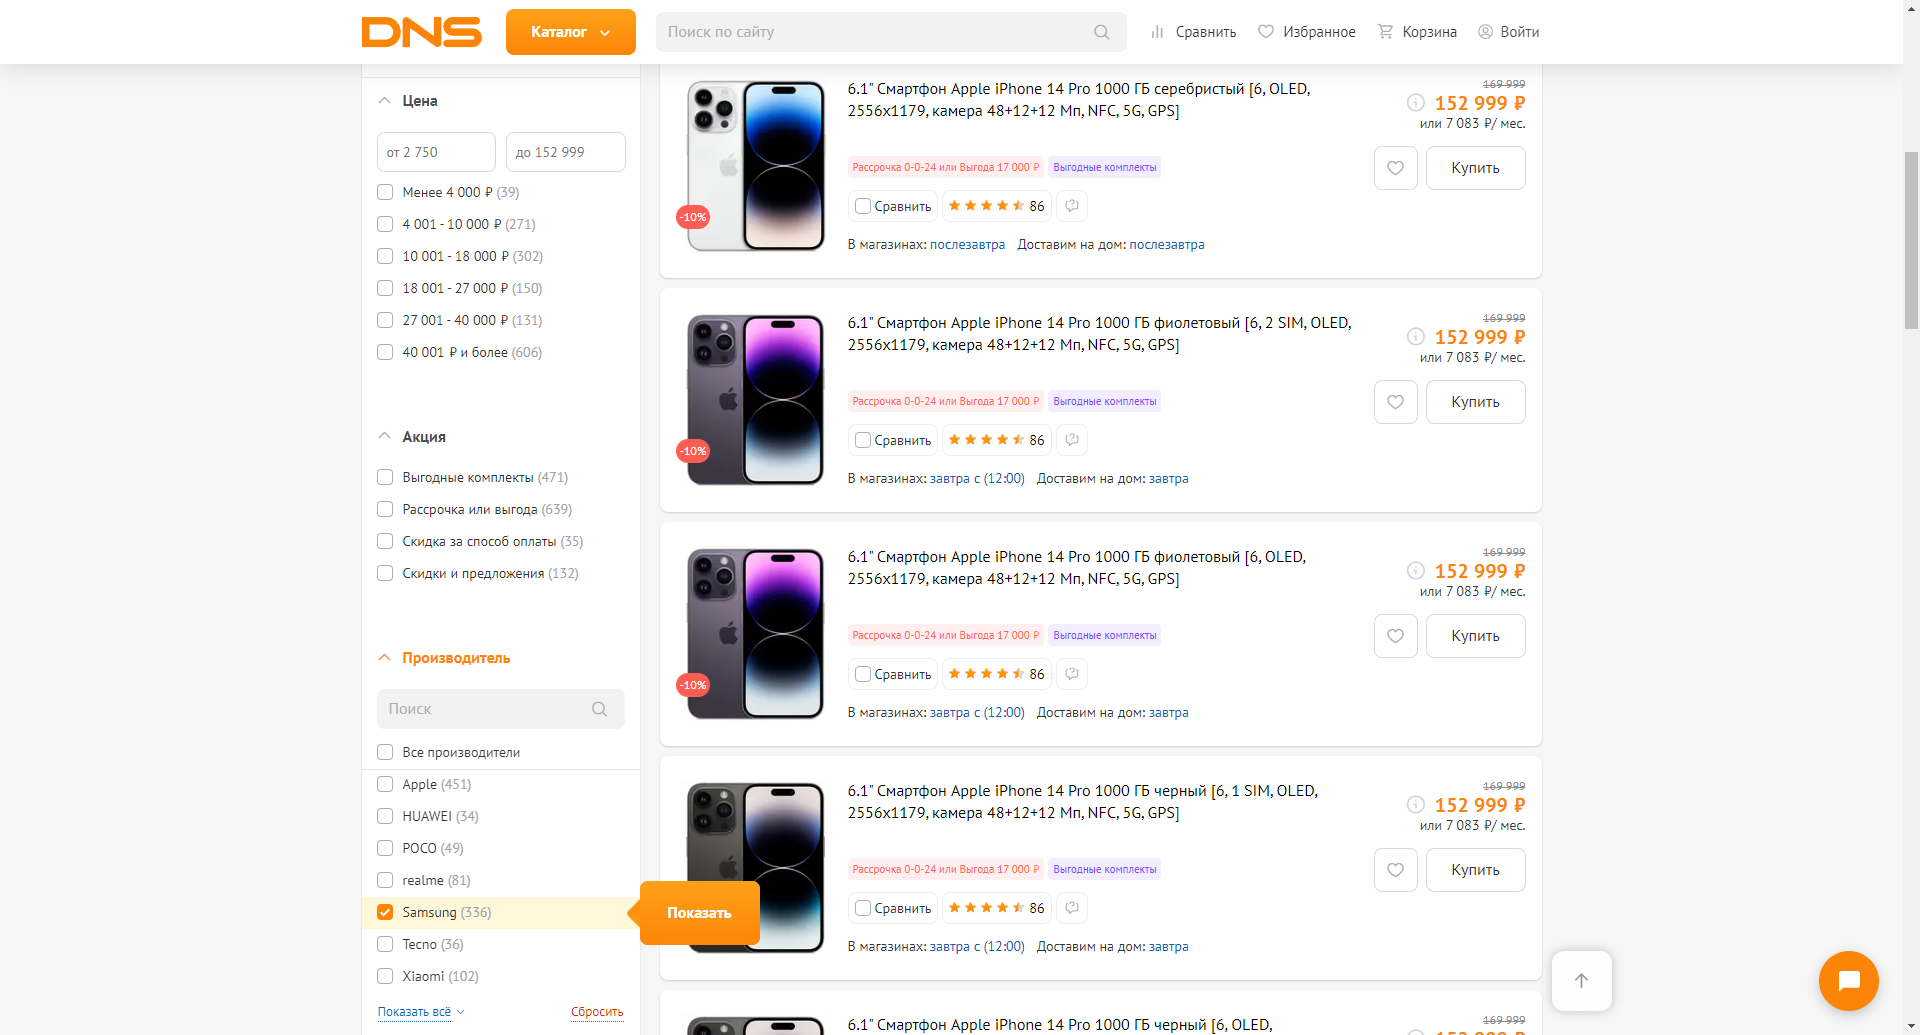 DNS
Каталог
Поиск по сайту
Сравнить
Избранное
Корзина
Войти
Цена
от 2 750
до 152 999
Менее 4 000 ₽ (39)
4 001 - 10 000 ₽ (271)
10 001 - 18 000 ₽ (302)
18 001 - 27 000 ₽ (150)
27 001 - 40 000 ₽ (131)
40 001 ₽ и более (606)
Акция
Выгодные комплекты (471)
Рассрочка или выгода (639)
Скидка за способ оплаты (35)
Скидки и предложения (132)
Производитель
Поиск
Все производители
Apple (451)
HUAWEI (34)
POCO (49)
realme (81)
Samsung (336)
Tecno (36)
Xiaomi (102)
Показать всё
Сбросить
Показать
6.1" Смартфон Apple iPhone 14 Pro 1000 ГБ серебристый [6, OLED,
2556x1179, камера 48+12+12 Мп, NFC, 5G, GPS]
169 999
152 999 ₽
или 7 083 ₽/ мес.
Рассрочка 0-0-24 или Выгода 17 000 ₽
Выгодные комплекты
Купить
-10%
Сравнить
86
В магазинах: послезавтра
Доставим на дом: послезавтра
6.1" Смартфон Apple iPhone 14 Pro 1000 ГБ фиолетовый [6, 2 SIM, OLED,
2556x1179, камера 48+12+12 Мп, NFC, 5G, GPS]
169 999
152 999 ₽
или 7 083 ₽/ мес.
Рассрочка 0-0-24 или Выгода 17 000 ₽
Выгодные комплекты
Купить
-10%
Сравнить
86
В магазинах: завтра с (12:00)
Доставим на дом: завтра
6.1" Смартфон Apple iPhone 14 Pro 1000 ГБ фиолетовый [6, OLED,
2556x1179, камера 48+12+12 Мп, NFC, 5G, GPS]
169 999
152 999 ₽
или 7 083 ₽/ мес.
Рассрочка 0-0-24 или Выгода 17 000 ₽
Выгодные комплекты
Купить
-10%
Сравнить
86
В магазинах: завтра с (12:00)
Доставим на дом: завтра
6.1" Смартфон Apple iPhone 14 Pro 1000 ГБ черный [6, 1 SIM, OLED,
2556x1179, камера 48+12+12 Мп, NFC, 5G, GPS]
169 999
152 999 ₽
или 7 083 ₽/ мес.
Рассрочка 0-0-24 или Выгода 17 000 ₽
Выгодные комплекты
Купить
Сравнить
86
В магазинах: завтра с (12:00)
Доставим на дом: завтра
6.1" Смартфон Apple iPhone 14 Pro 1000 ГБ черный [6, OLED,
169 999
152 999 ₽